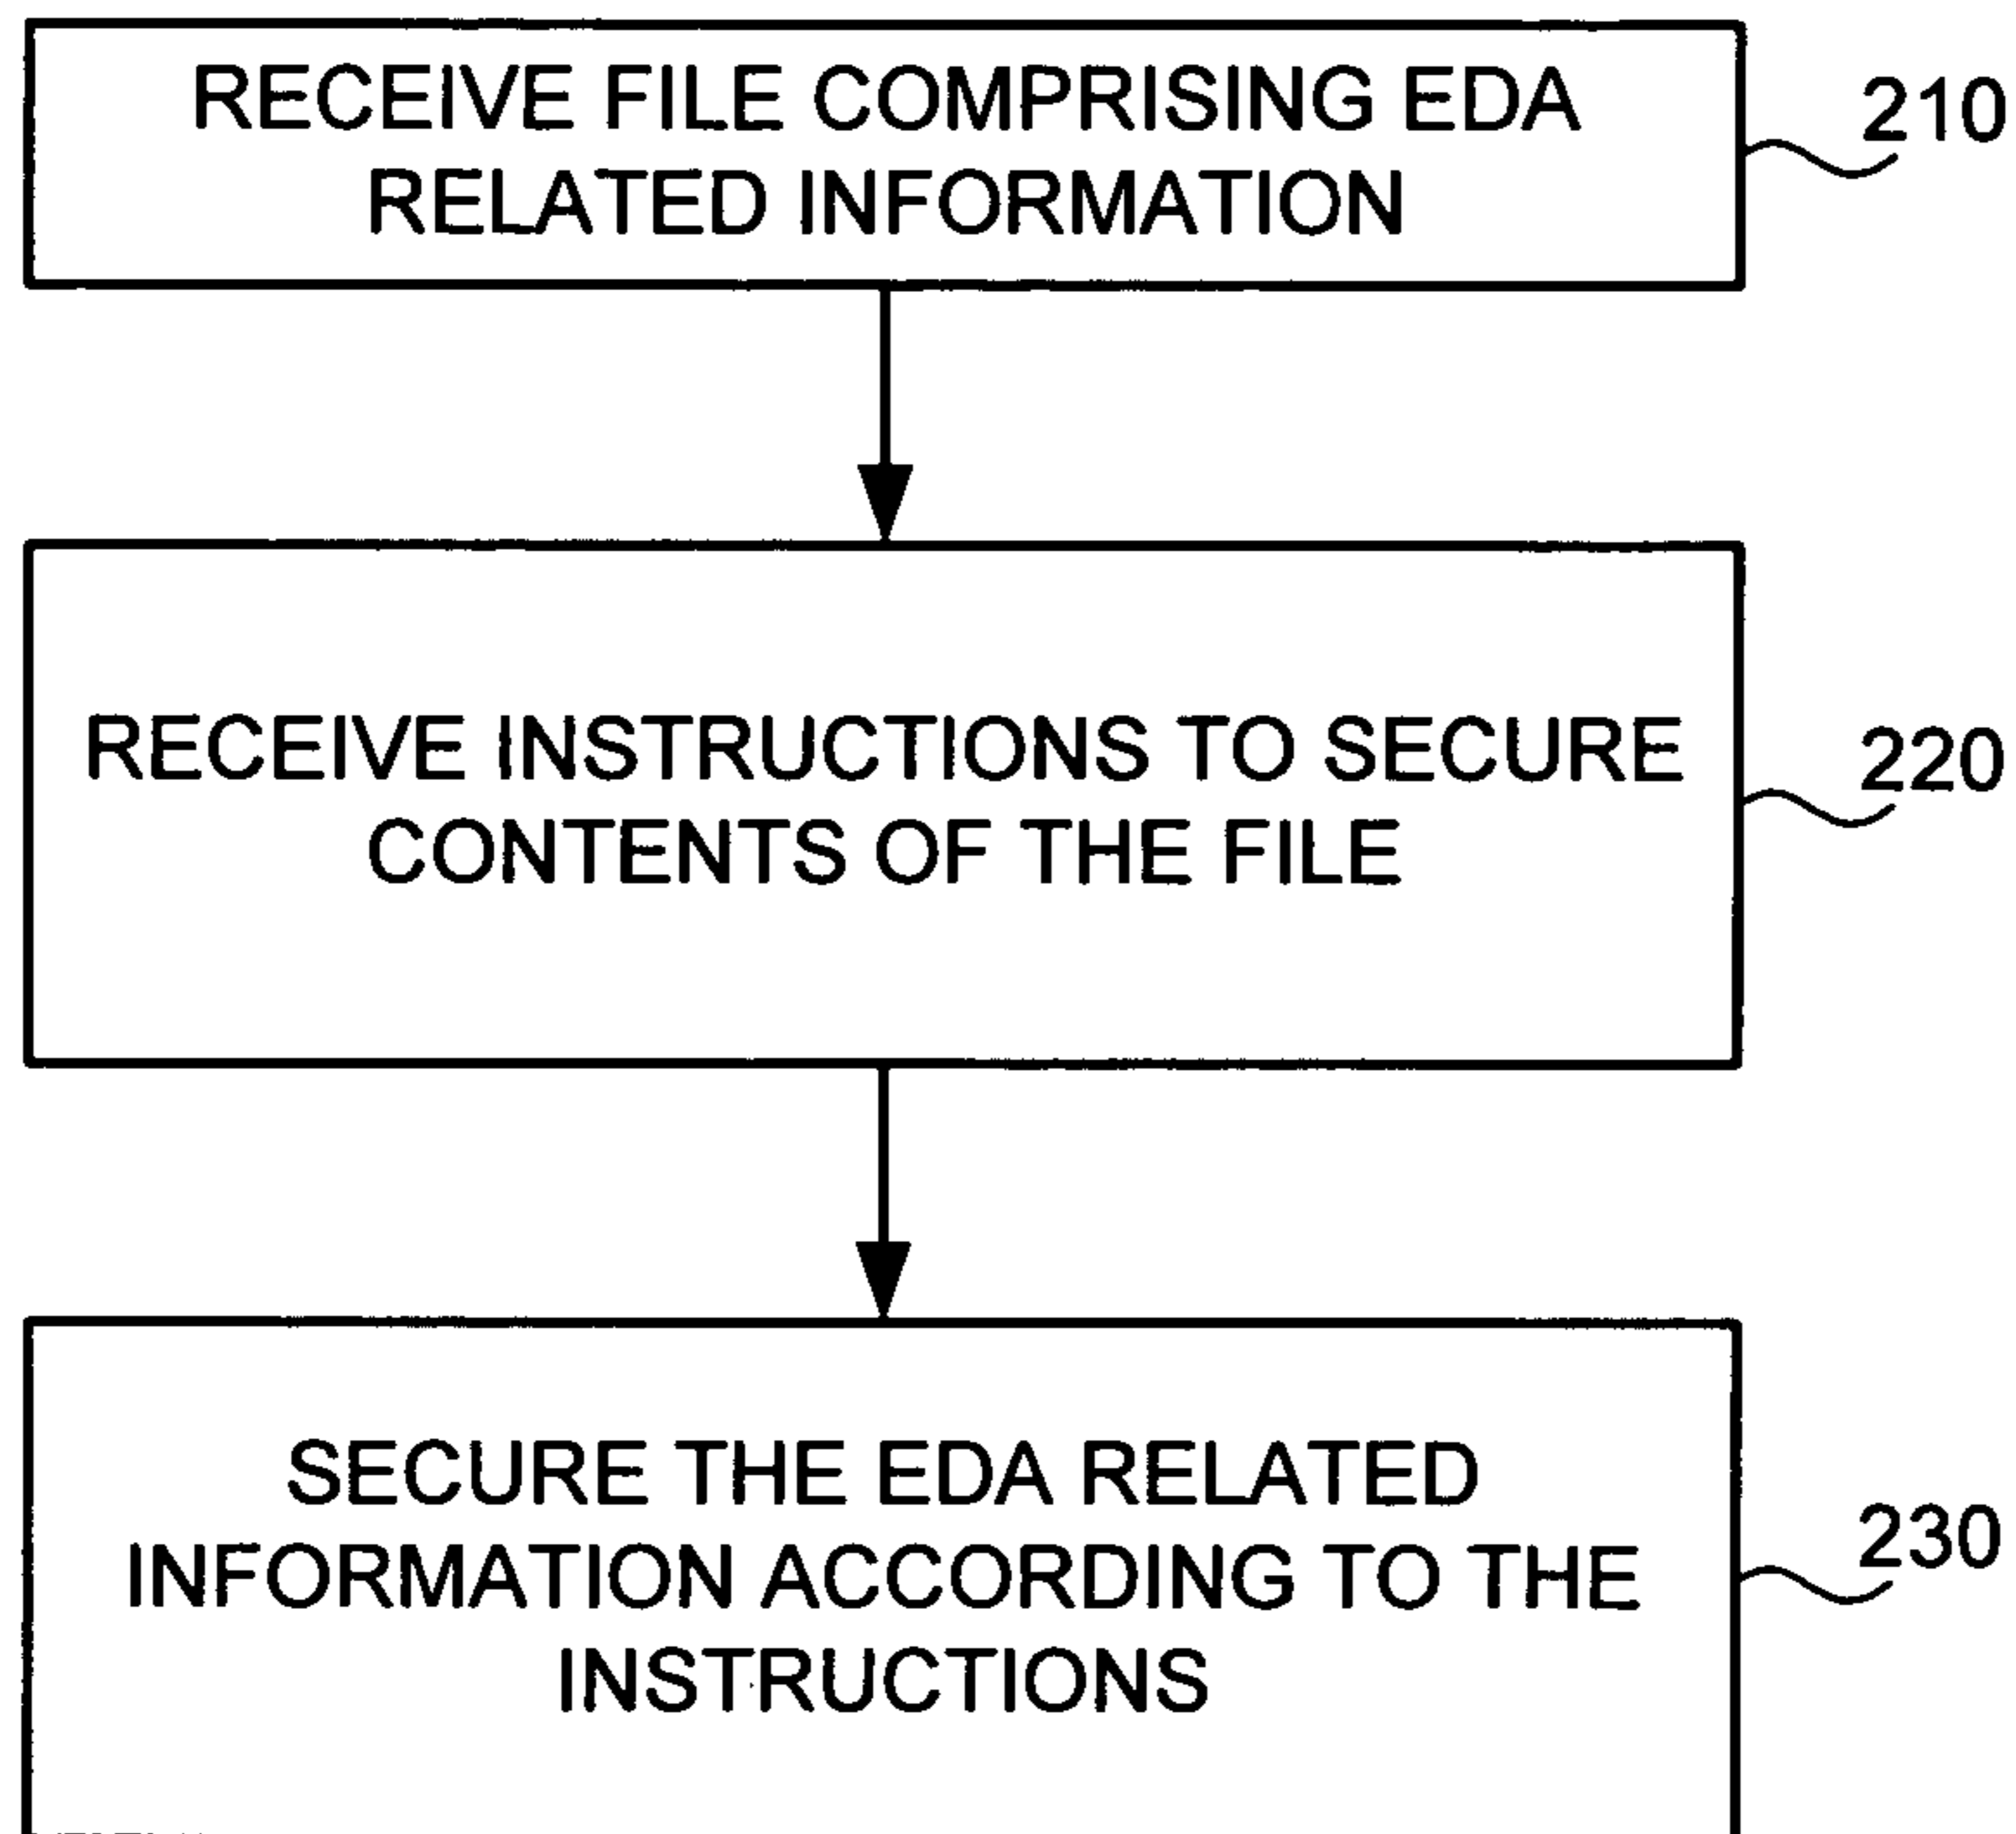 RECEIVE FILE COMPRISING EDA
RELATED INFORMATION
210
RECEIVE INSTRUCTIONS TO SECURE
CONTENTS OF THE FILE
220
SECURE THE EDA RELATED
INFORMATION ACCORDING TO THE
INSTRUCTIONS
230